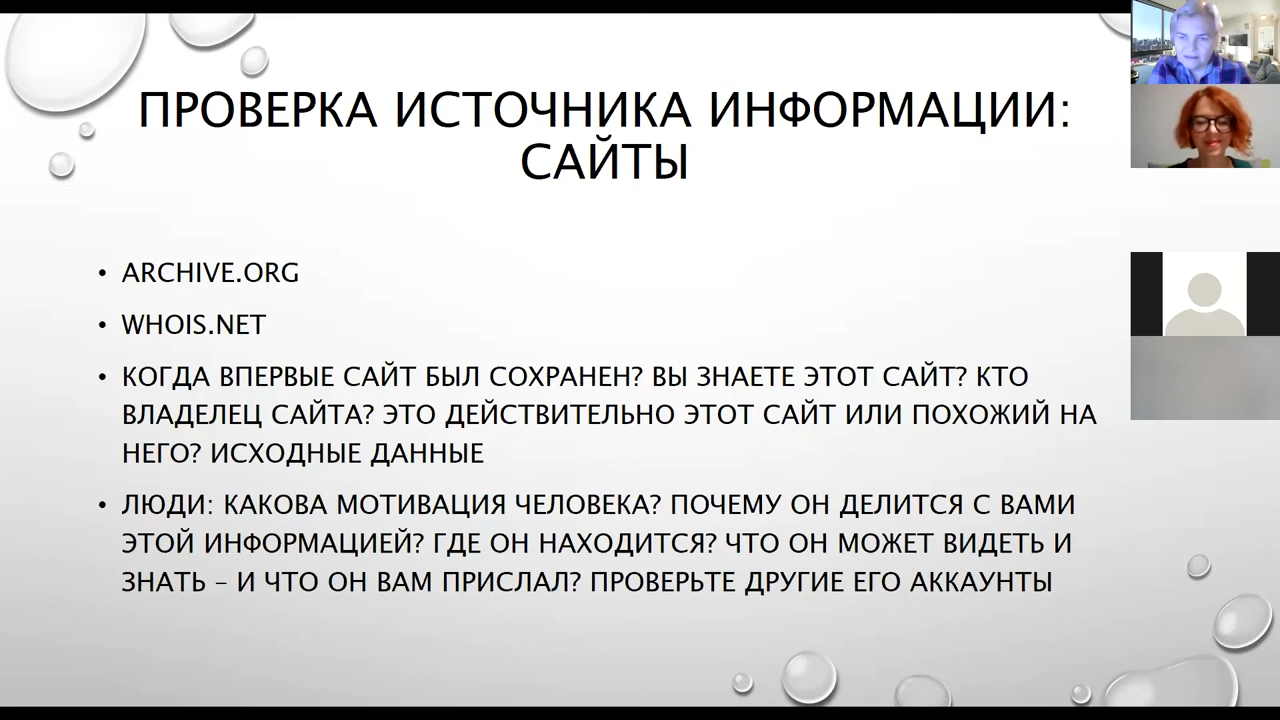 ПРОВЕРКА ИСТОЧНИКА ИНФОРМАЦИИ:
САЙТЫ
• ARCHIVE.ORG
• WHOIS.NET
• КОГДА ВПЕРВЫЕ САЙТ БЫЛ СОХРАНЕН? ВЫ ЗНАЕТЕ ЭТОТ САЙТ? КТО
ВЛАДЕЛЕЦ САЙТА? ЭТО ДЕЙСТВИТЕЛЬНО ЭТОТ САЙТ ИЛИ ПОХОЖИЙ НА
НЕГО? ИСХОДНЫЕ ДАННЫЕ
• ЛЮДИ: КАКОВА МОТИВАЦИЯ ЧЕЛОВЕКА? ПОЧЕМУ ОН ДЕЛИТСЯ С ВАМИ
ЭТОЙ ИНФОРМАЦИЕЙ? ГДЕ ОН НАХОДИТСЯ? ЧТО ОН МОЖЕТ ВИДЕТЬ И
ЗНАТЬ – И ЧТО ОН ВАМ ПРИСЛАЛ? ПРОВЕРЬТЕ ДРУГИЕ ЕГО АККАУНТЫ